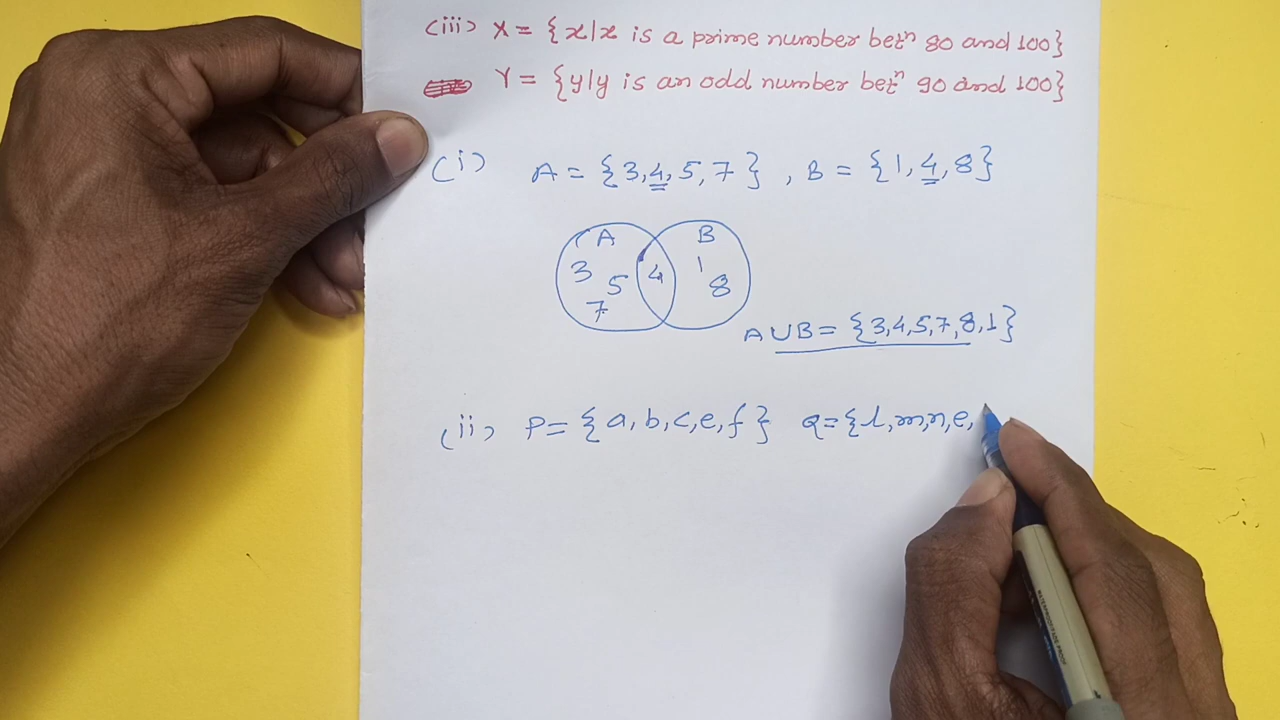 (iii) X = {x/x is a prime number betⁿ 80 and 100}
Y = {y/y is an odd number betⁿ 90 and 100}
(i) A = {3,4,5,7} , B = {1,4,8}
A B
3 5 4 1 8
7
A∪B = {3,4,5,7,8,1}
(ii) P = {a,b,c,e,f} Q = {l,m,n,e,